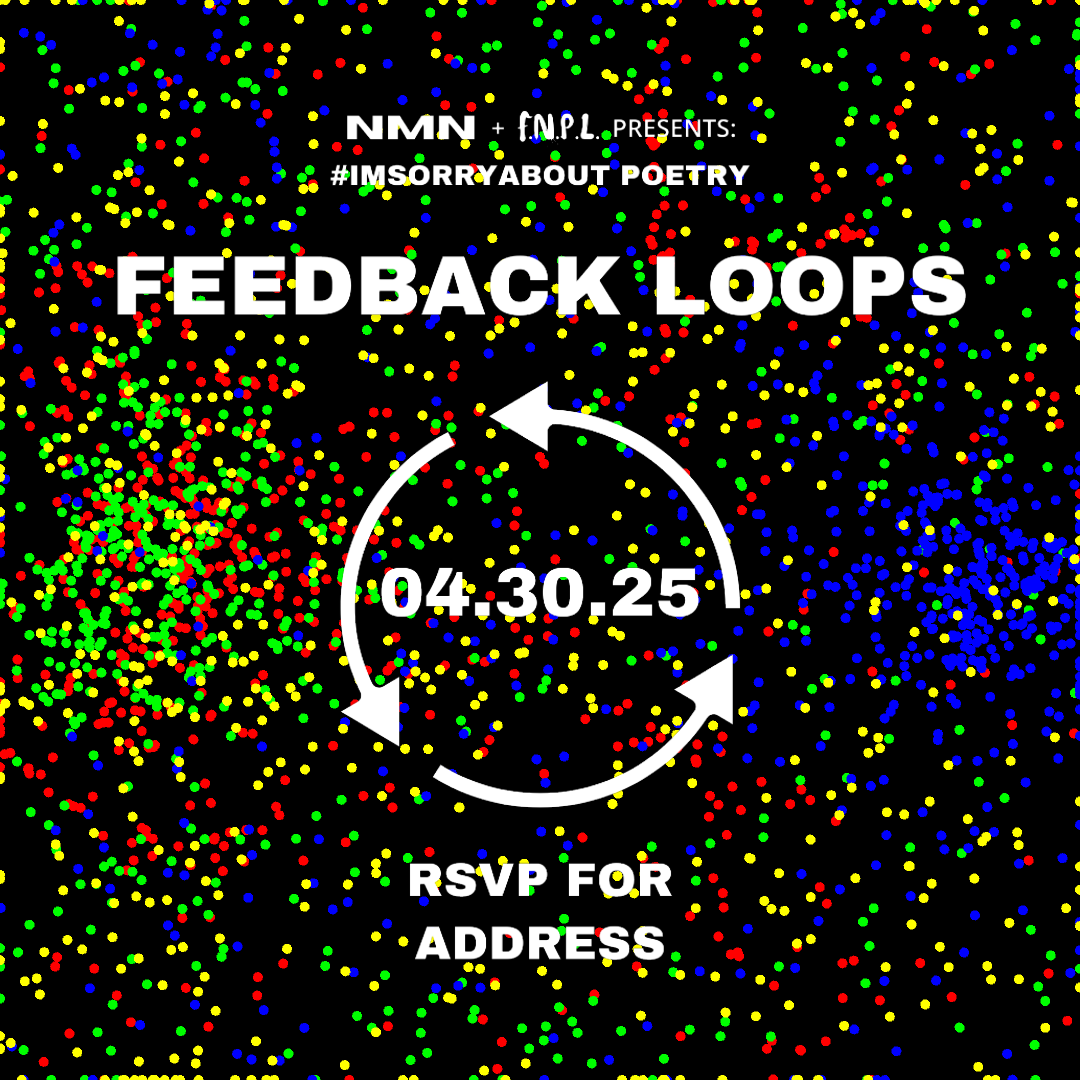 NMN + F.N.P.L. PRESENTS:
#IMSORRYABOUT POETRY
FEEDBACK LOOPS
04.30.25
RSVP FOR
ADDRESS